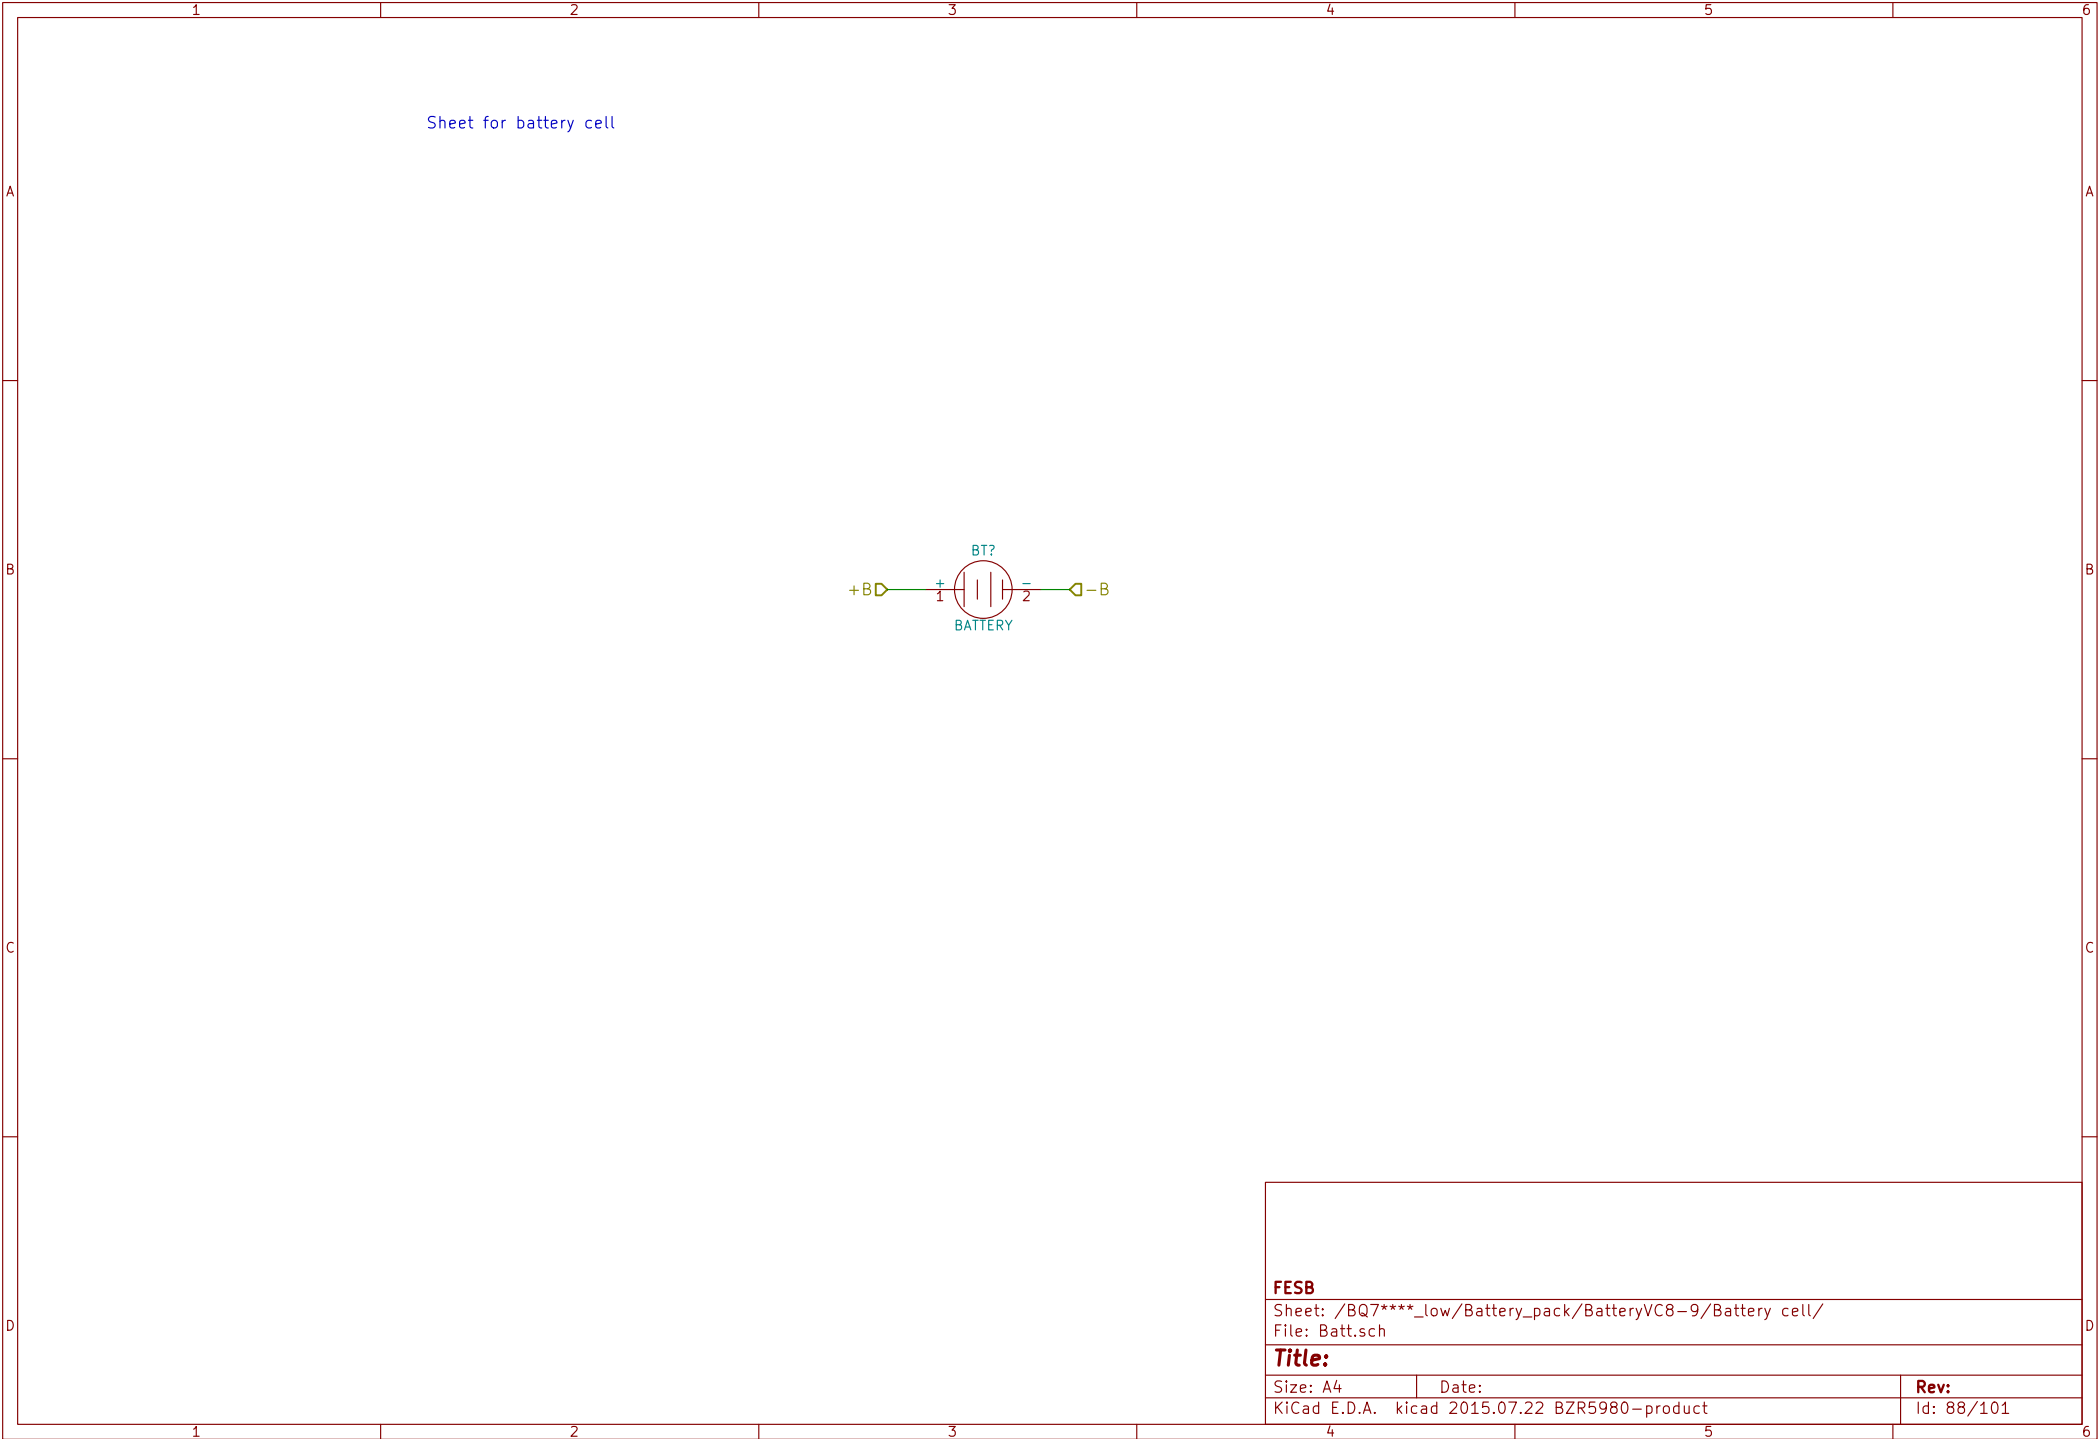 1 2 3 4 5 6
Sheet for battery cell
A A
BT?
B B
+B + 1 - 2 -B
BATTERY
C C
FESB
Sheet: /BQ7****_low/Battery_pack/BatteryVC8-9/Battery cell/
D D
File: Batt.sch
Title:
Size: A4 Date: Rev:
KiCad E.D.A. kicad 2015.07.22 BZR5980-product Id: 88/101
1 2 3 4 5 6